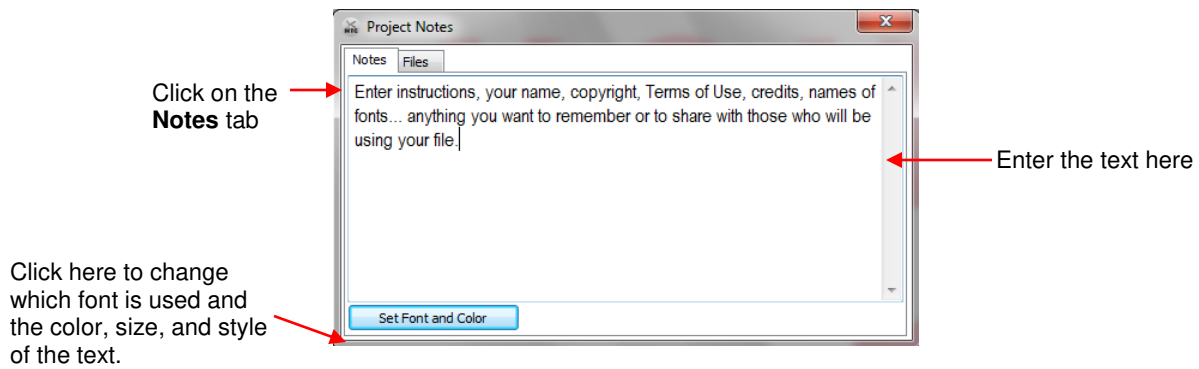 Project Notes
Notes Files
Click on the
Notes tab
Enter instructions, your name, copyright, Terms of Use, credits, names of
fonts... anything you want to remember or to share with those who will be
using your file.
Enter the text here
Click here to change
which font is used and
the color, size, and style
of the text.
Set Font and Color